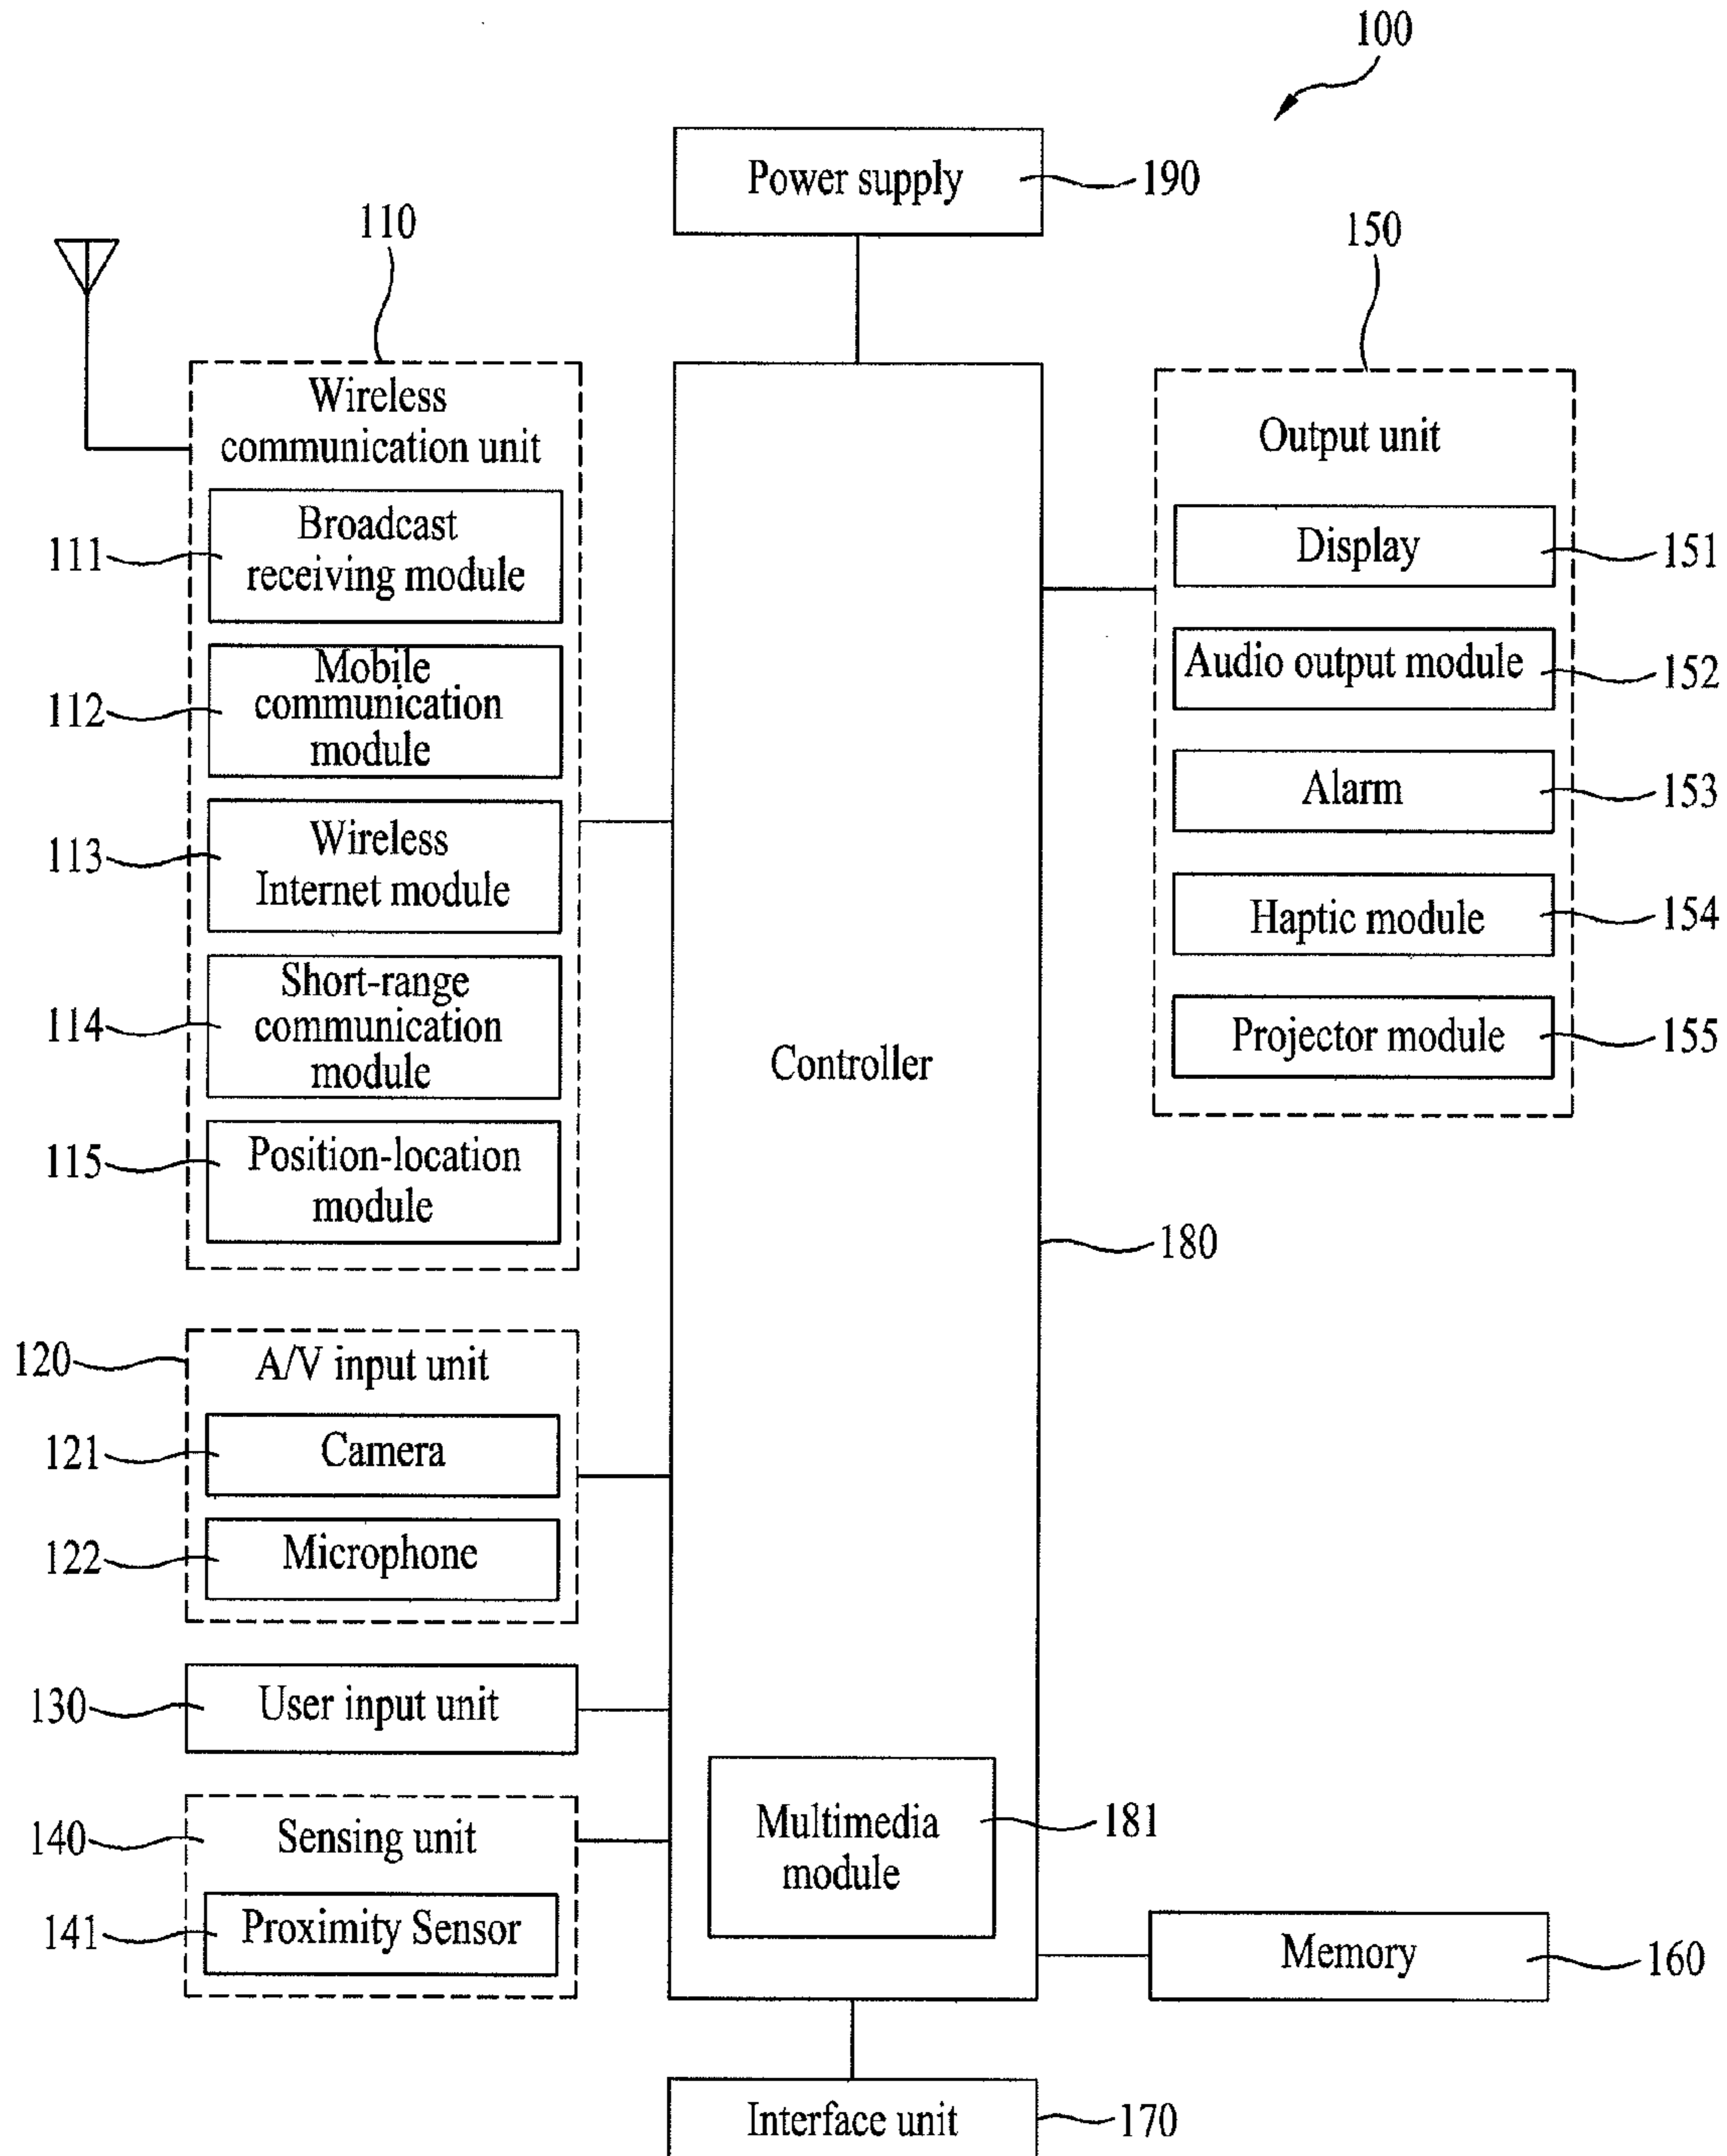 100
Power supply
190
110
150
Wireless
communication unit
Output unit
Broadcast
receiving module
111
Display
151
Mobile
communication
module
112
Audio output module
152
Wireless
Internet module
113
Alarm
153
Short-range
communication
module
114
Haptic module
154
Position-location
module
115
Projector module
155
Controller
180
120
A/V input unit
121
Camera
122
Microphone
130
User input unit
140
Sensing unit
141
Proximity Sensor
Multimedia
module
181
Memory
160
Interface unit
170